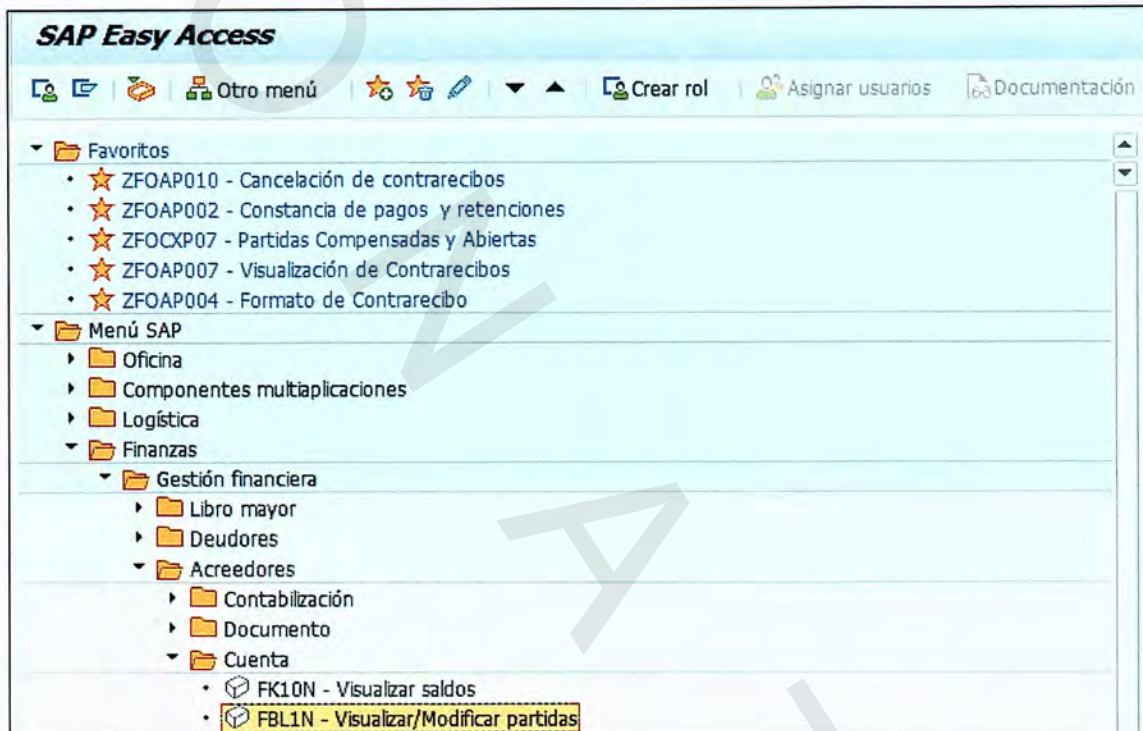 SAP Easy Access
Otro menú Crear rol Asignar usuarios Documentación
Favoritos
ZFOAP010 - Cancelación de contrarecibos
ZFOAP002 - Constancia de pagos y retenciones
ZFOCXP07 - Partidas Compensadas y Abiertas
ZFOAP007 - Visualización de Contrarecibos
ZFOAP004 - Formato de Contrarecibo
Menú SAP
Oficina
Componentes multiaplicaciones
Logística
Finanzas
Gestión financiera
Libro mayor
Deudores
Acreedores
Contabilización
Documento
Cuenta
FK10N - Visualizar saldos
FBL1N - Visualizar/Modificar partidas